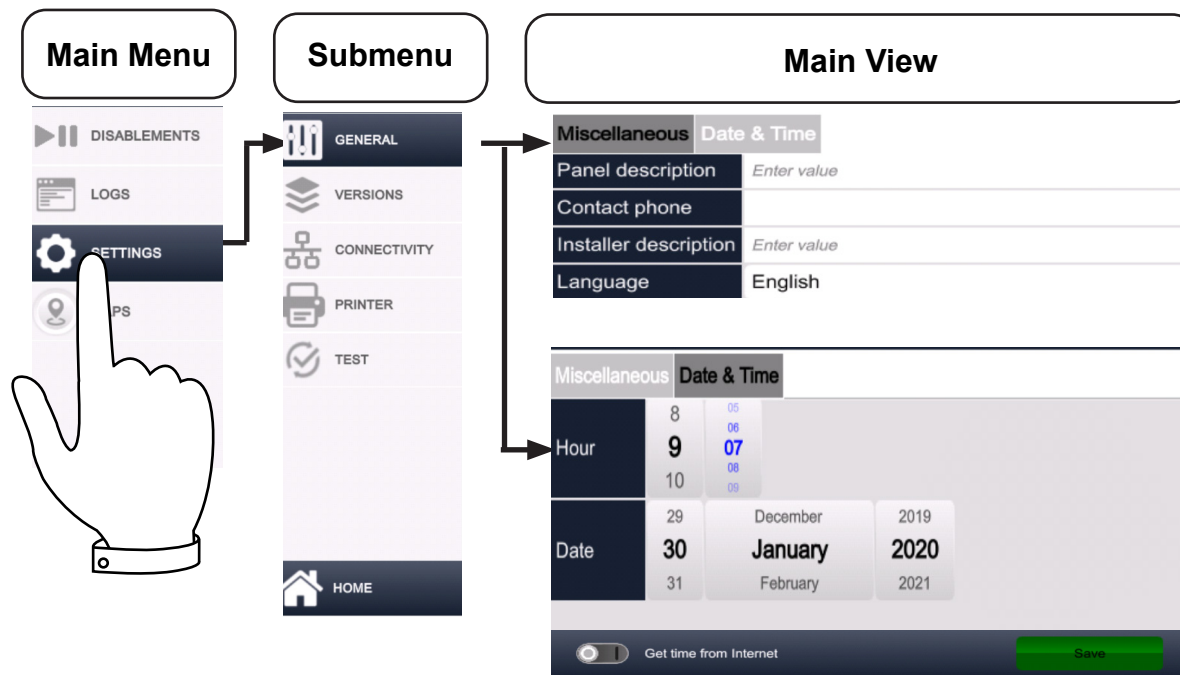 Main Menu
Submenu
Main View
DISABLEMENTS
LOGS
SETTINGS
PS
GENERAL
VERSIONS
CONNECTIVITY
PRINTER
TEST
HOME
Miscellaneous Date & Time
Panel description Enter value
Contact phone
Installer description Enter value
Language English
Miscellaneous Date & Time
8 05
06
Hour 9 07
08
10 09
29 December 2019
Date 30 January 2020
31 February 2021
Get time from Internet Save